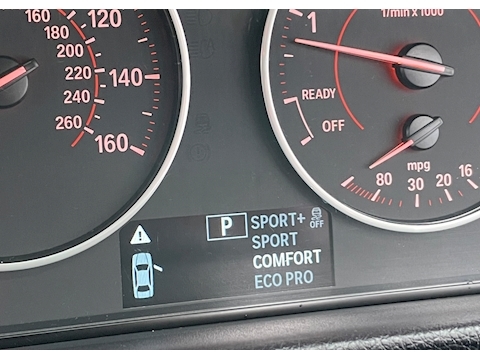 160
180
200
220
240
260
140
160
1
1/min x 1000
READY
OFF
80
30
20
16
mpg
P
SPORT+
OFF
SPORT
COMFORT
ECO PRO